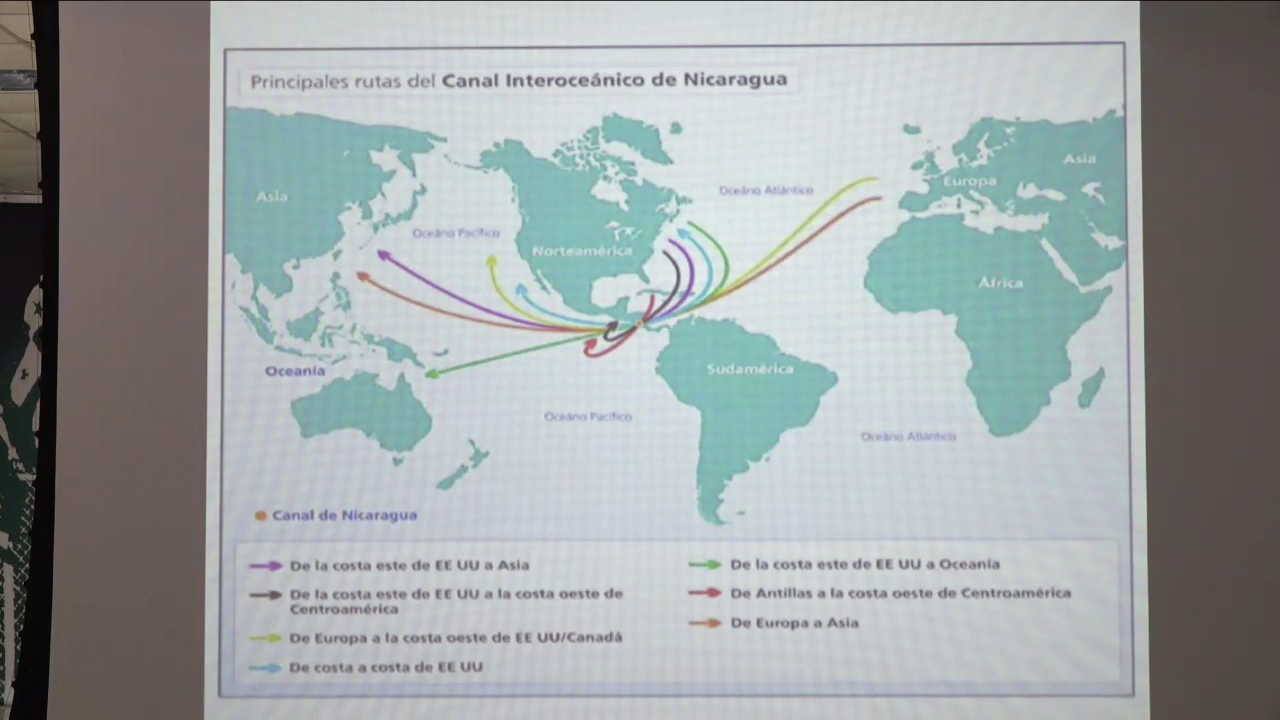 Principales rutas del Canal Interoceánico de Nicaragua
Asia
Europa
Asia
Océano Atlántico
Océano Pacífico
Norteamérica
África
Oceanía
Sudamérica
Océano Pacífico
Océano Atlántico
Canal de Nicaragua
De la costa este de EE UU a Asia
De la costa este de EE UU a la costa oeste de
Centroamérica
De Europa a la costa oeste de EE UU/Canadá
De costa a costa de EE UU
De la costa este de EE UU a Oceanía
De Antillas a la costa oeste de Centroamérica
De Europa a Asia